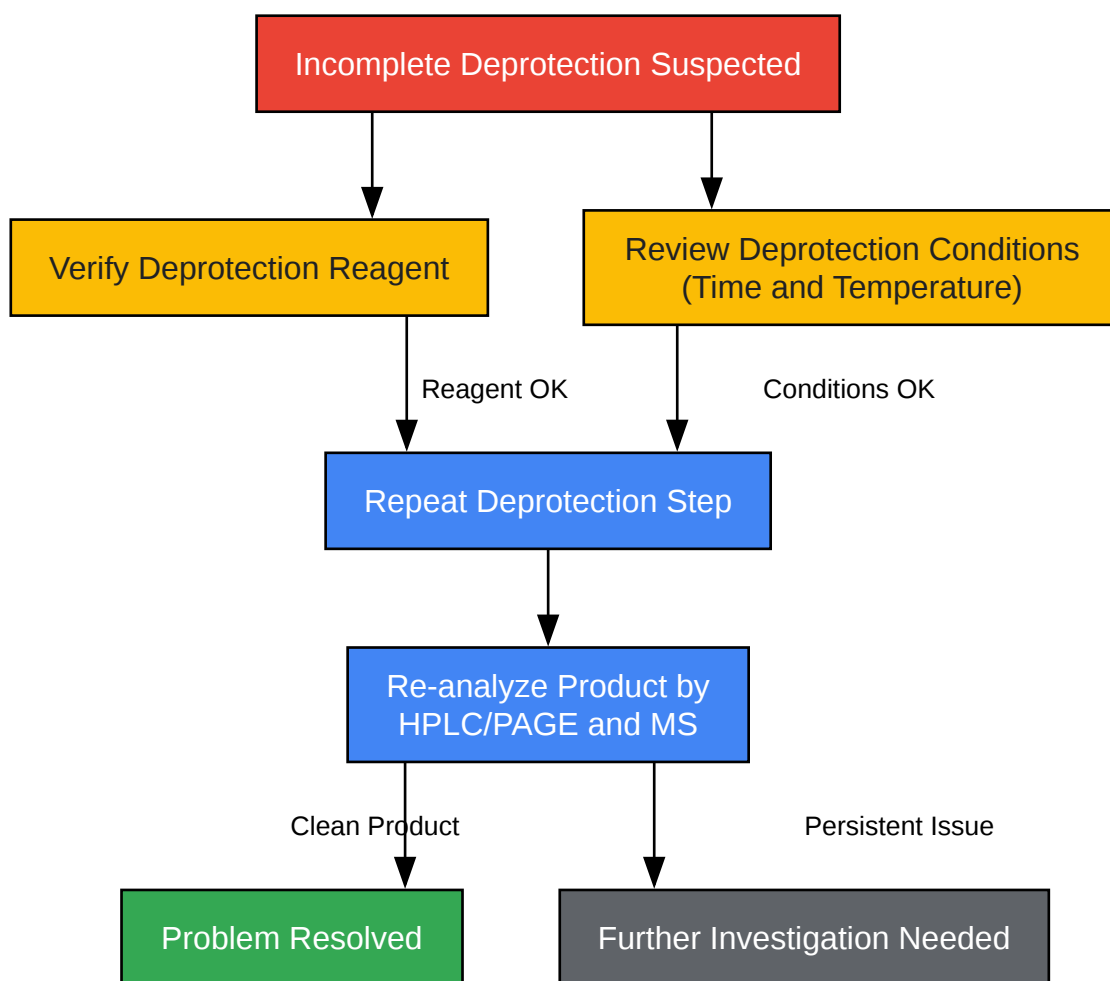 Incomplete Deprotection Suspected
Verify Deprotection Reagent
Review Deprotection Conditions
(Time and Temperature)
Reagent OK
Conditions OK
Repeat Deprotection Step
Re-analyze Product by
HPLC/PAGE and MS
Clean Product
Persistent Issue
Problem Resolved
Further Investigation Needed